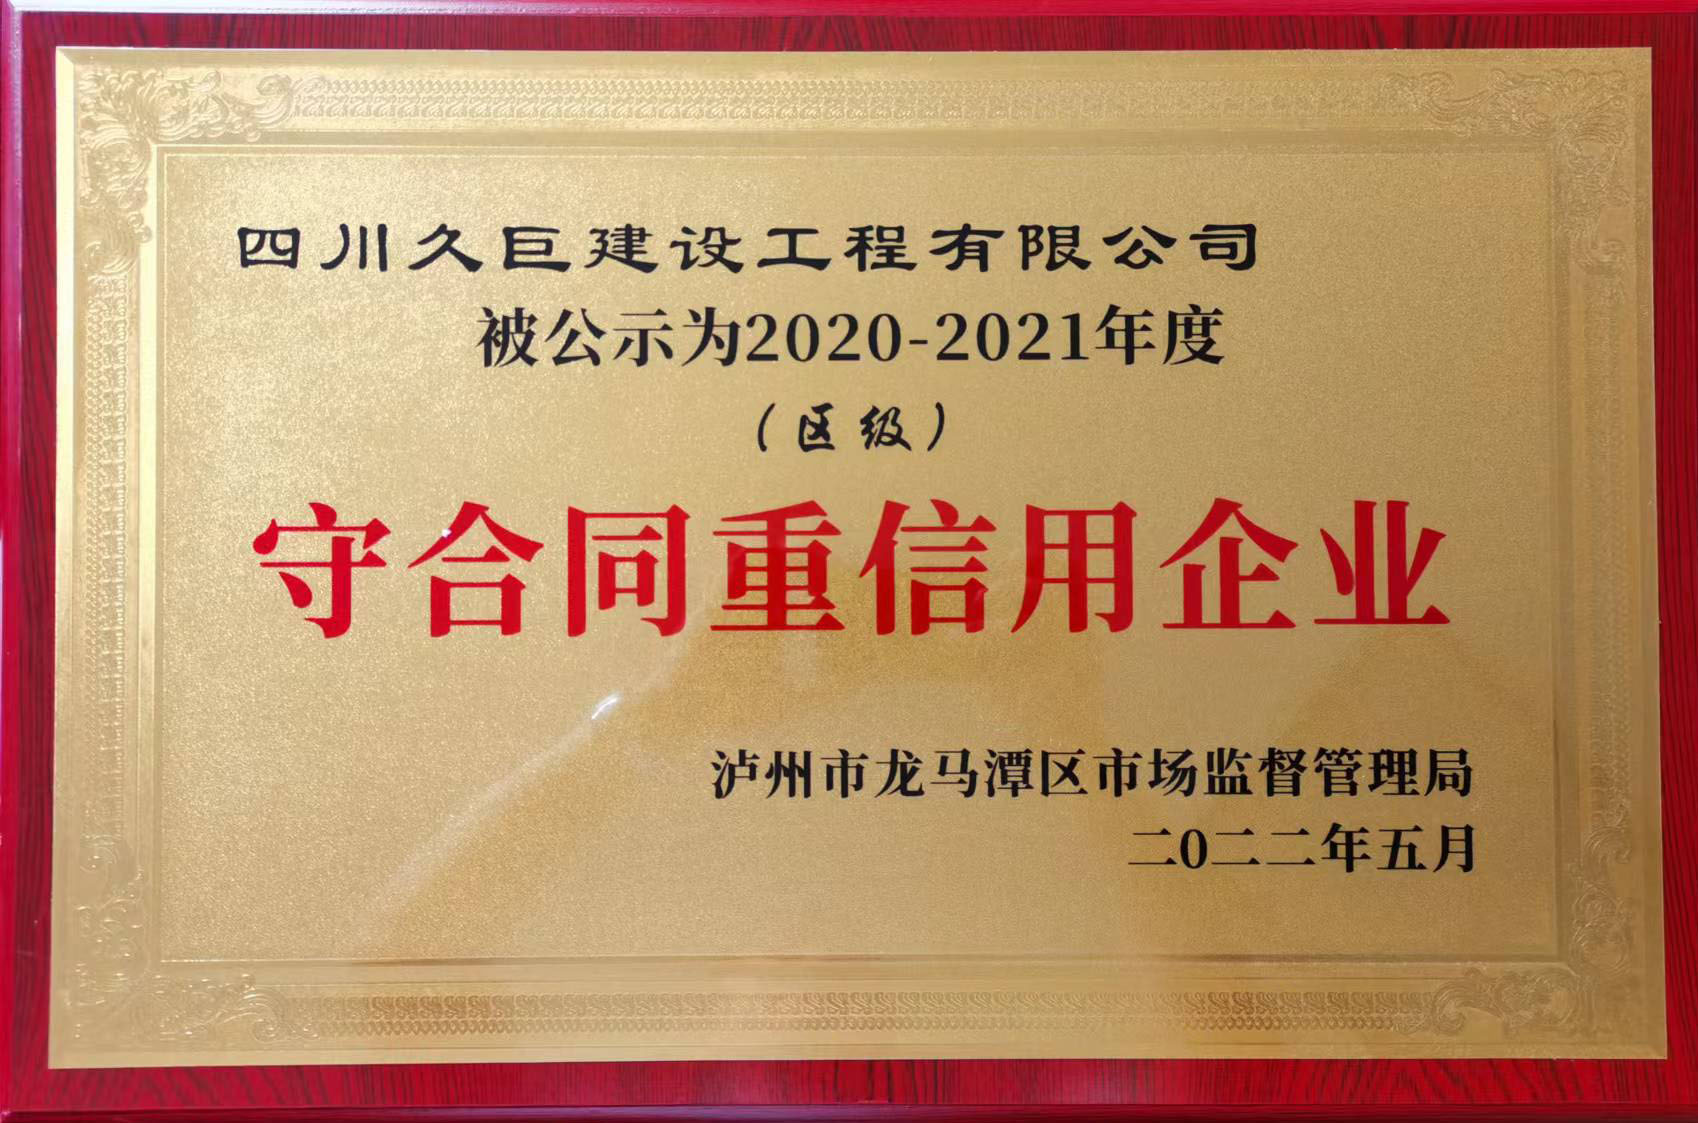 四川久巨建设工程有限公司
被公示为2020-2021年度
（区级）
守合同重信用企业
泸州市龙马潭区市场监督管理局
二0二二年五月